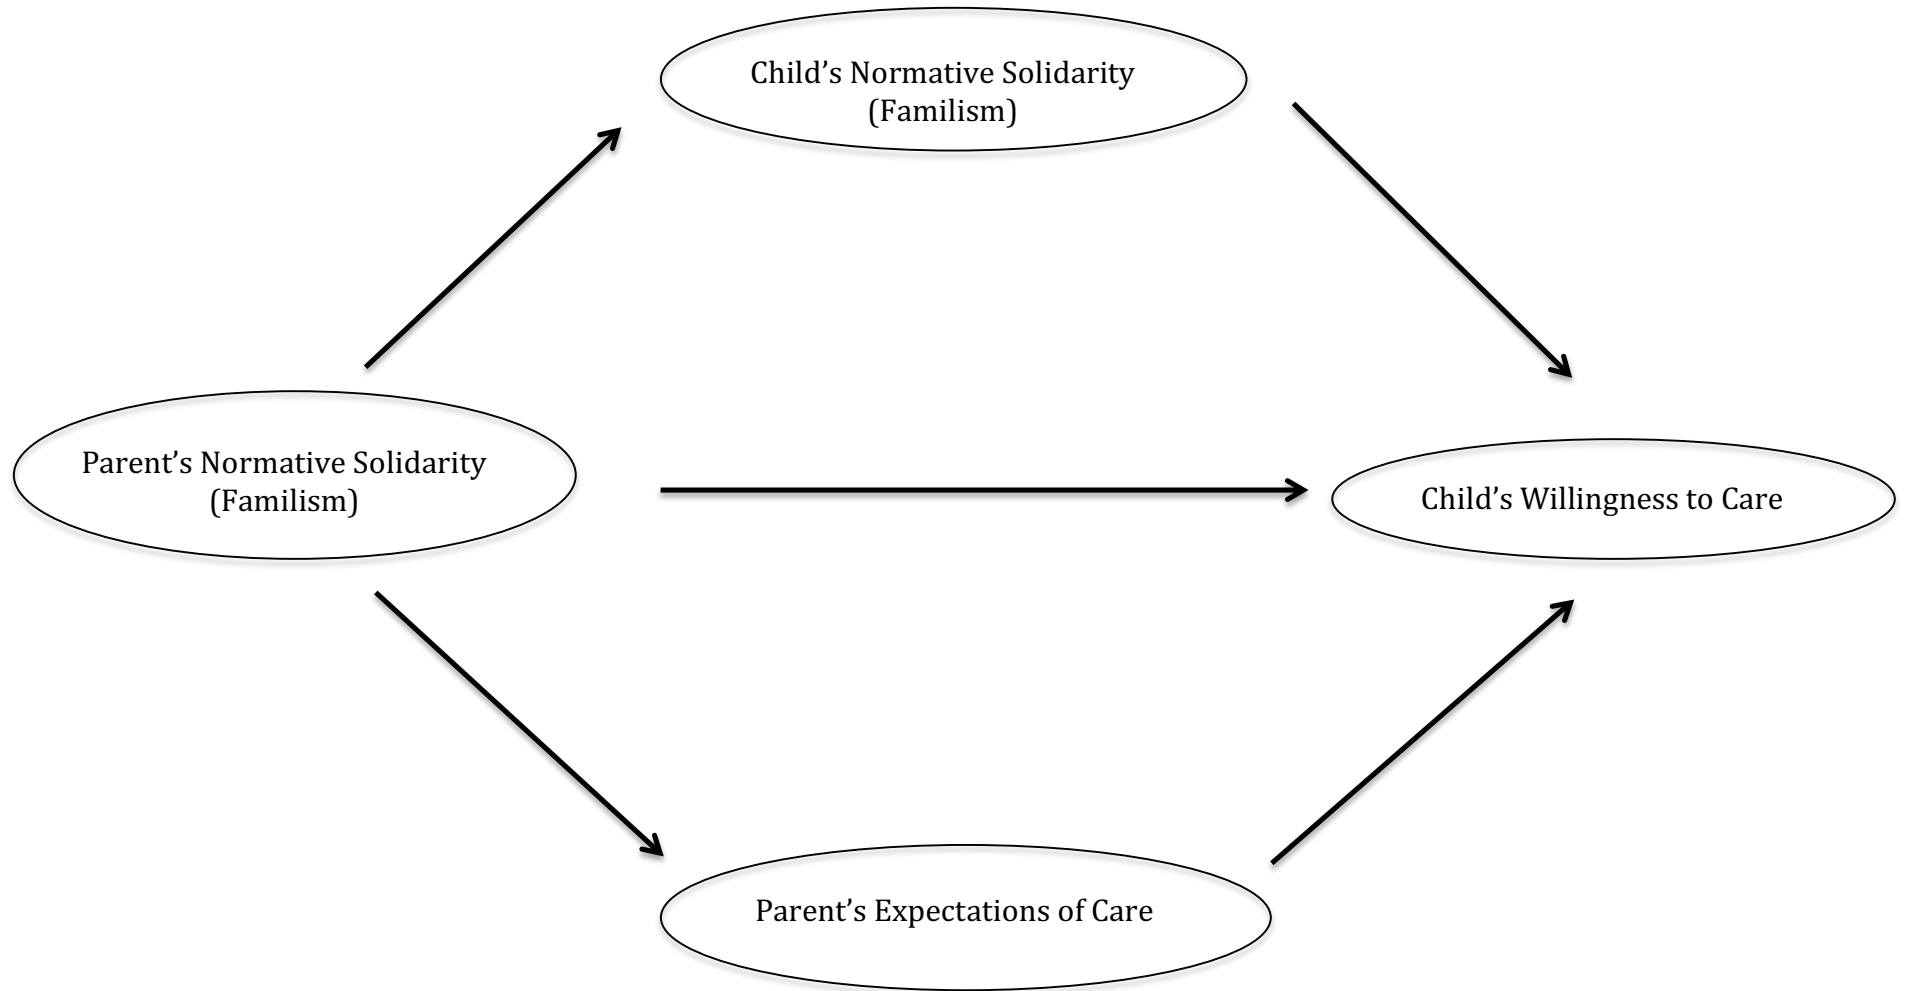 Child’s Normative Solidarity
(Familism)
Parent’s Normative Solidarity
(Familism)
Child’s Willingness to Care
Parent’s Expectations of Care